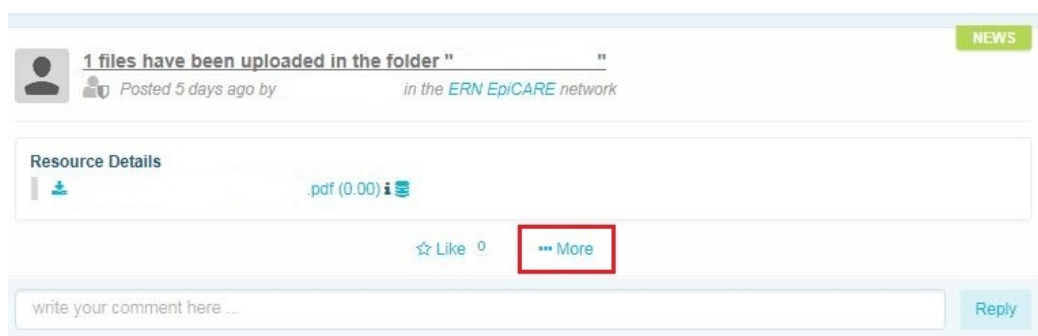 NEWS
1 files have been uploaded in the folder " "
Posted 5 days ago by in the ERN EpiCARE network
Resource Details
.pdf (0.00) i
Like 0 ••• More
write your comment here ...
Reply